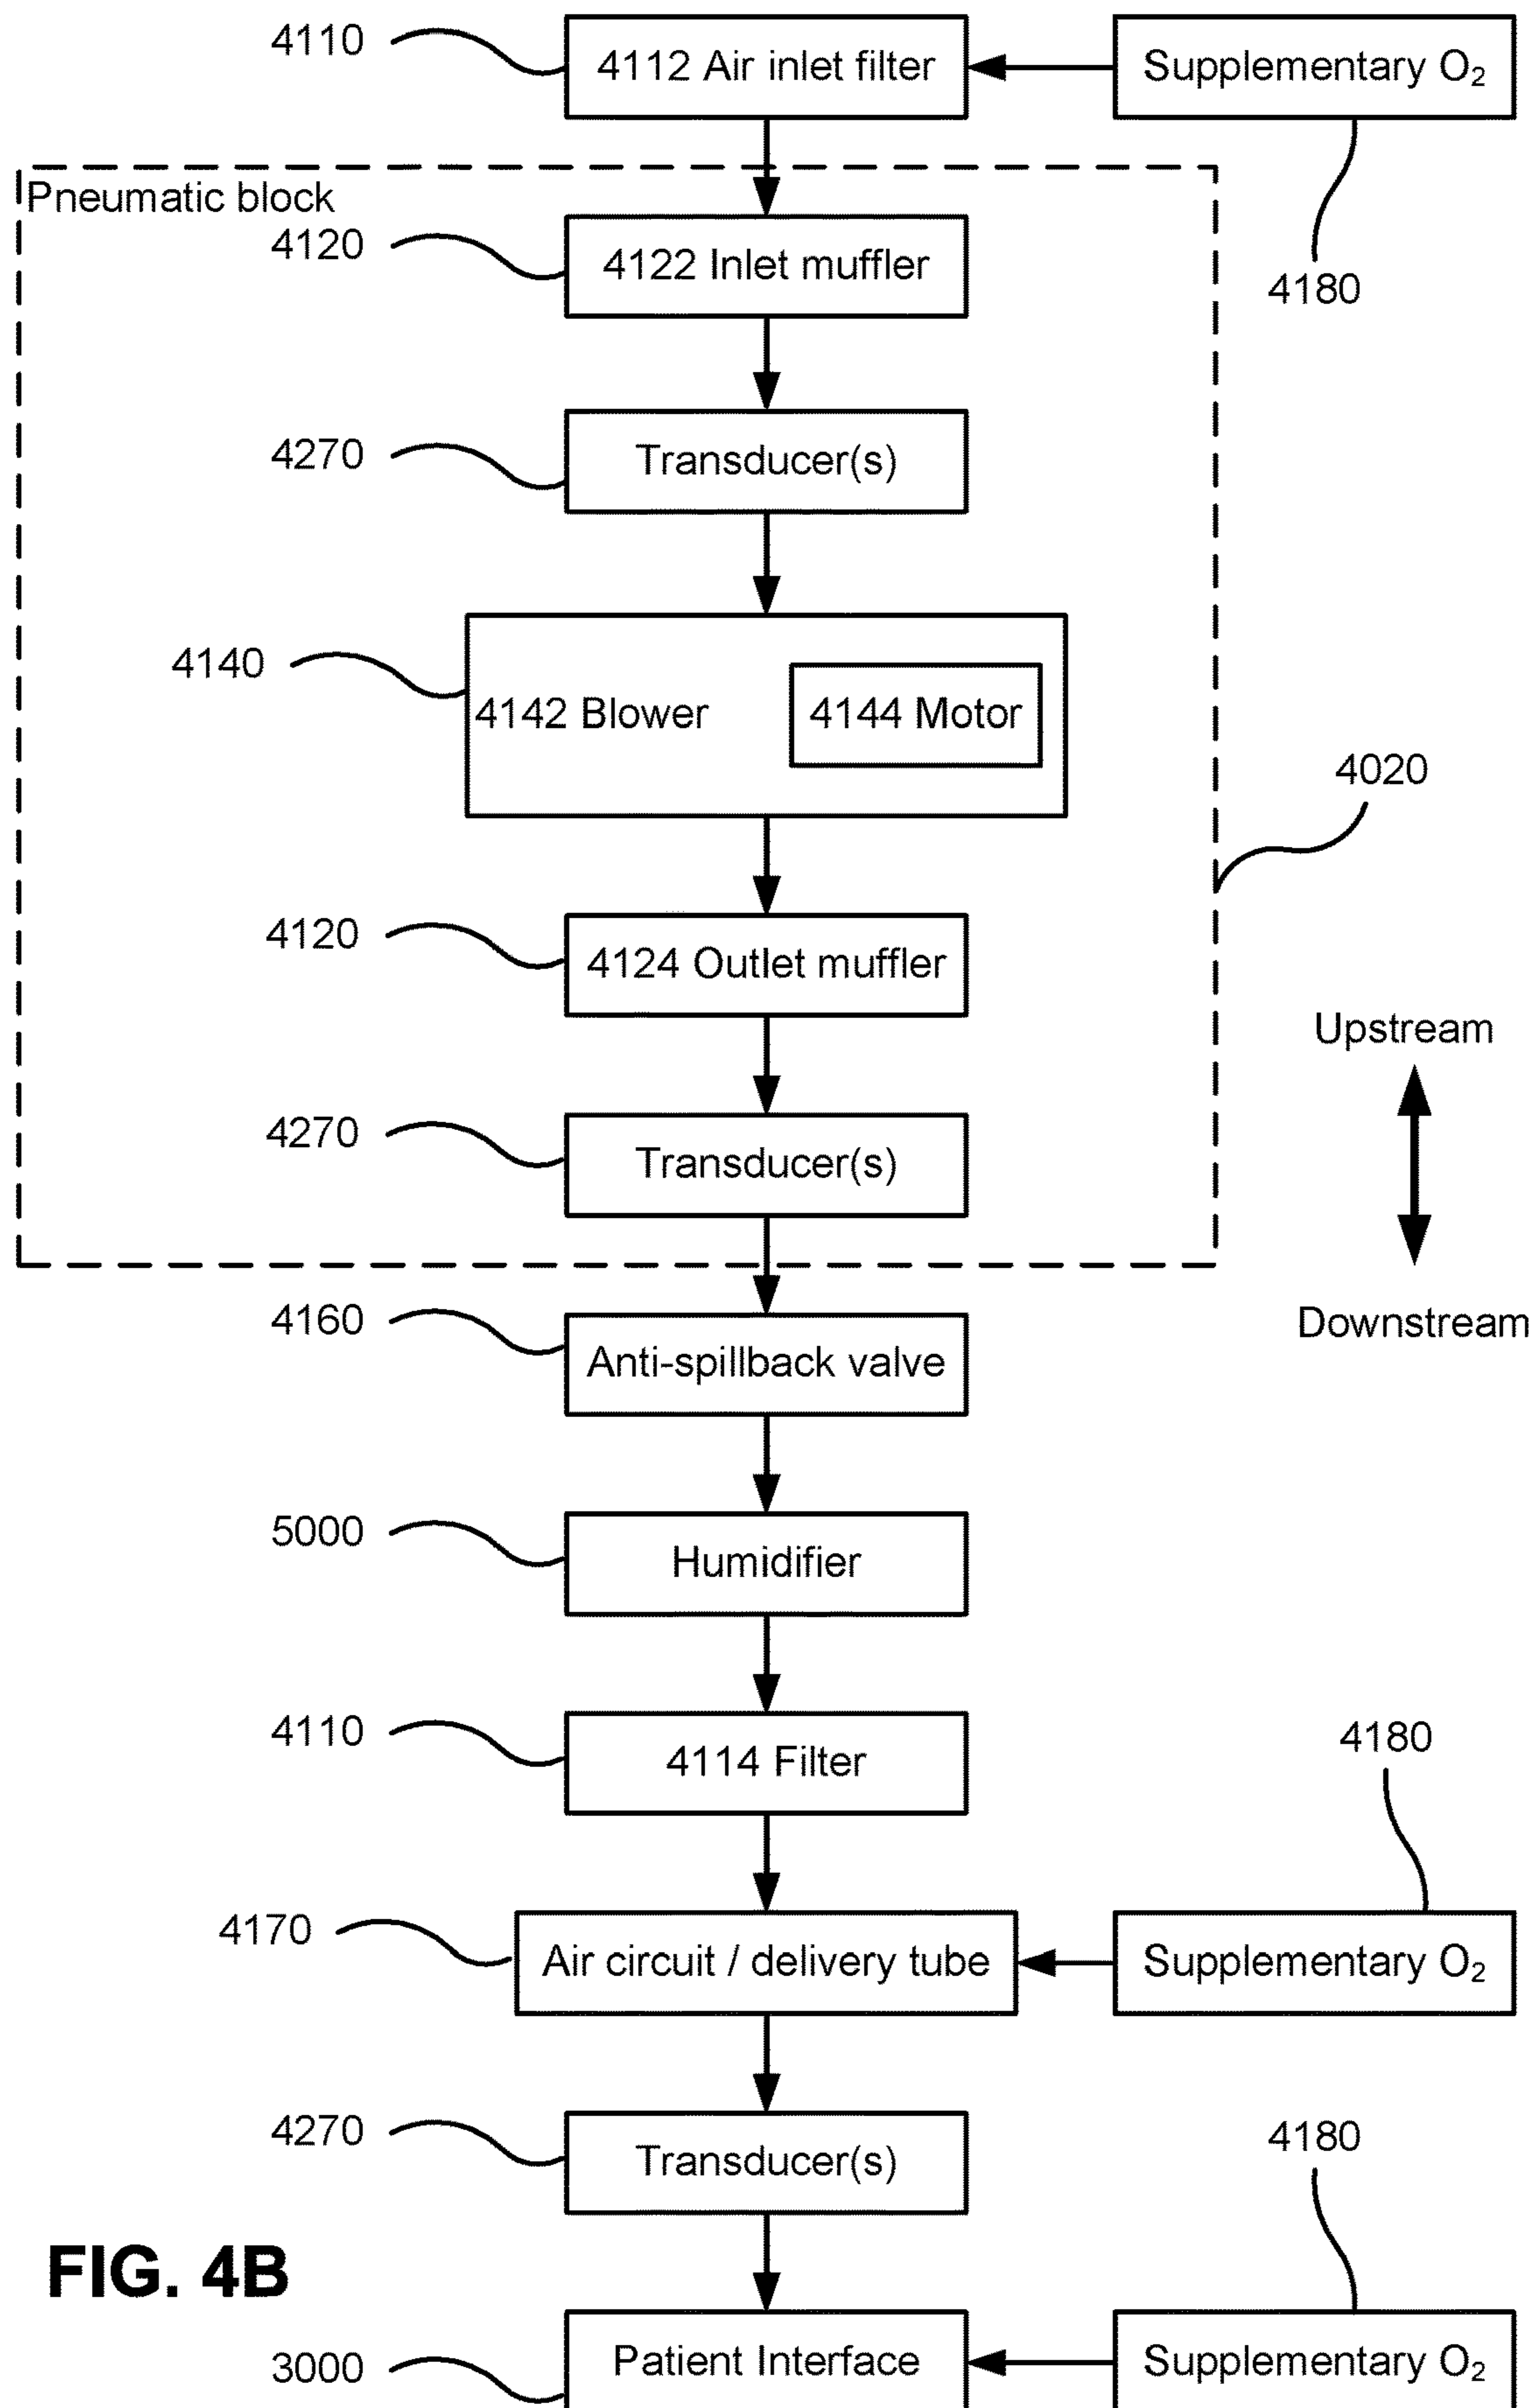 4110
4112 Air inlet filter
Supplementary O₂
Pneumatic block
4120
4122 Inlet muffler
4180
4270
Transducer(s)
4140
4142 Blower
4144 Motor
4020
4120
4124 Outlet muffler
Upstream
4270
Transducer(s)
4160
Anti-spillback valve
Downstream
5000
Humidifier
4110
4114 Filter
4180
4170
Air circuit / delivery tube
Supplementary O₂
4270
Transducer(s)
4180
FIG. 4B
3000
Patient Interface
Supplementary O₂